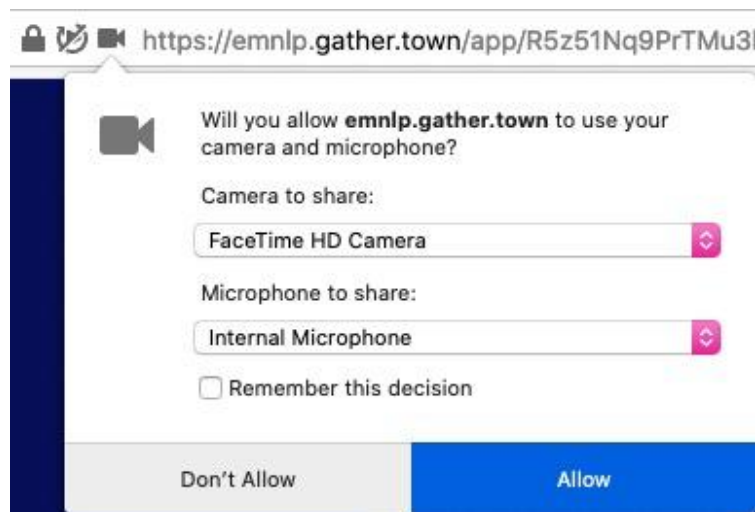 https://emnlp.gather.town/app/R5z51Nq9PrTMu3
Will you allow emnlp.gather.town to use your
camera and microphone?
Camera to share:
FaceTime HD Camera
Microphone to share:
Internal Microphone
Remember this decision
Don't Allow
Allow